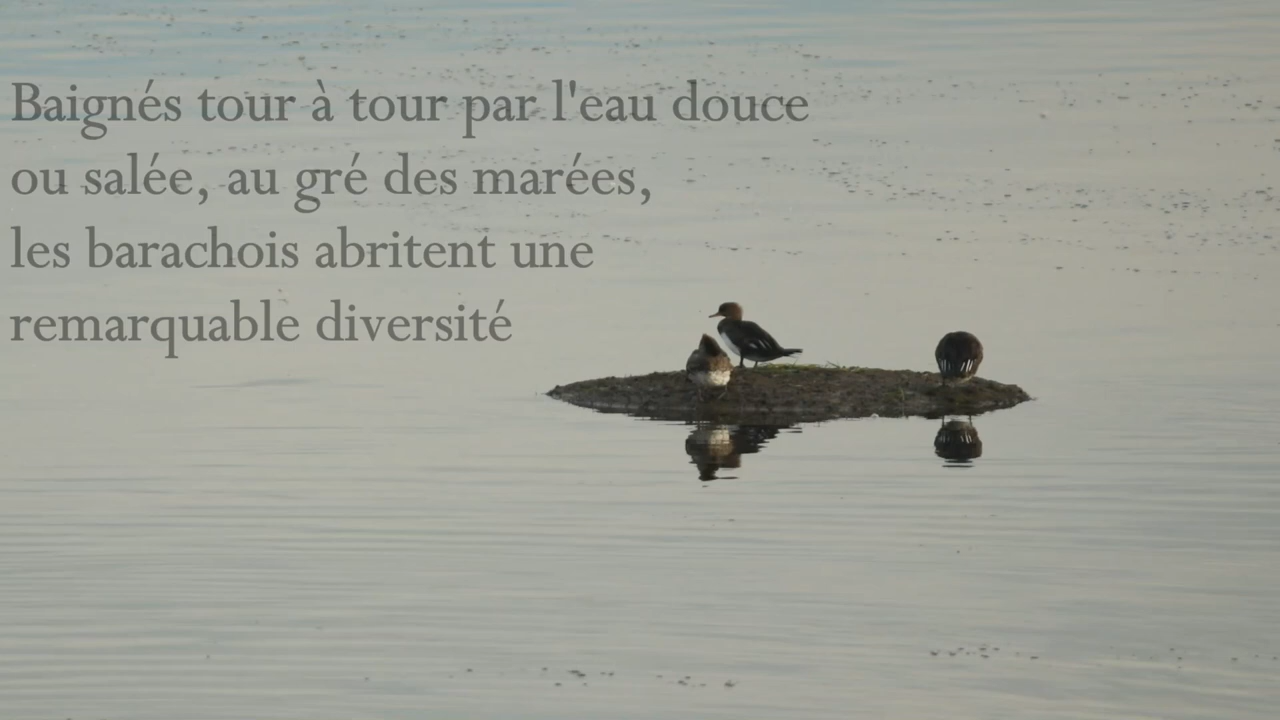 Baignés tour à tour par l'eau douce
ou salée, au gré des marées,
les barachois abritent une
remarquable diversité